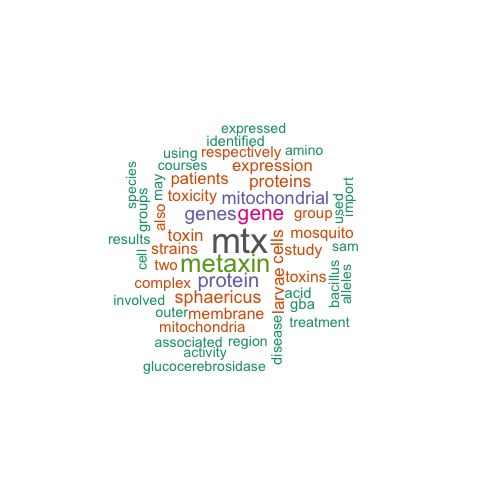 expressed
identified
using respectively amino
courses expression
species patients proteins
groups may toxicity mitochondrial used import
also genes gene group
results toxin mtx mosquito
cell strains study sam
two metaxin larvae cells
complex protein toxins bacillus alleles
involved sphaericus acid gba
outer membrane
mitochondria disease treatment
associated region
activity
glucocerebrosidase